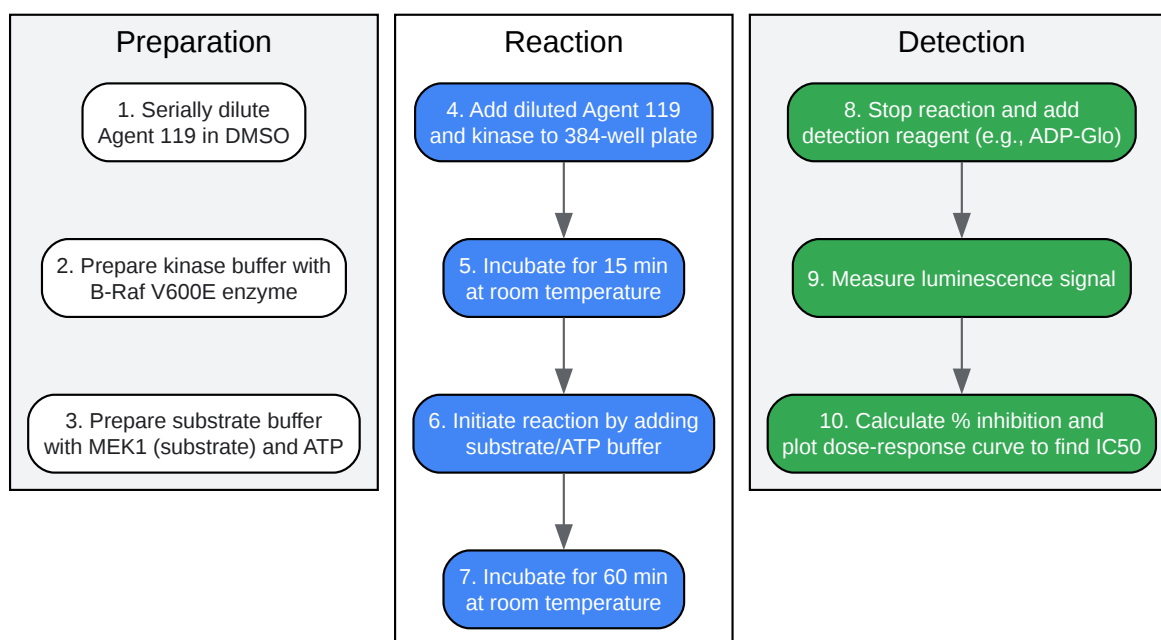 Preparation
1. Serially dilute
Agent 119 in DMSO
2. Prepare kinase buffer with
B-Raf V600E enzyme
3. Prepare substrate buffer
with MEK1 (substrate) and ATP
Reaction
4. Add diluted Agent 119
and kinase to 384-well plate
5. Incubate for 15 min
at room temperature
6. Initiate reaction by adding
substrate/ATP buffer
7. Incubate for 60 min
at room temperature
Detection
8. Stop reaction and add
detection reagent (e.g., ADP-Glo)
9. Measure luminescence signal
10. Calculate % inhibition and
plot dose-response curve to find IC50